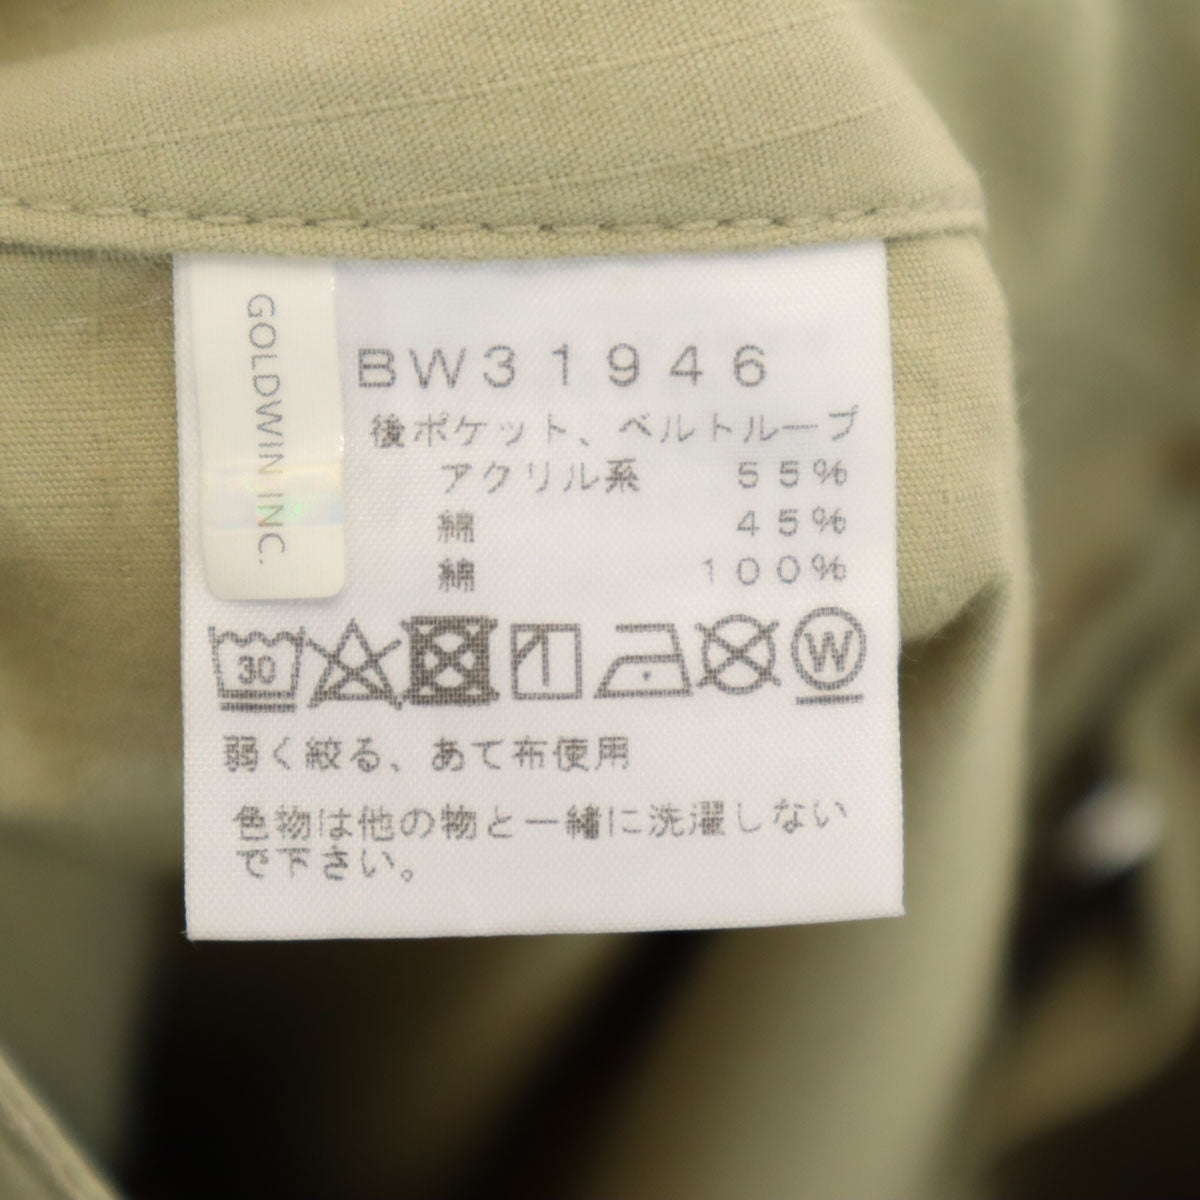 GOLDWIN INC.
BW31946
後ポケット、ベルトループ
アクリル系 55%
綿 45%
綿 100%
30 W
弱く絞る、あて布使用
色物は他の物と一緒に洗濯しない
で下さい。